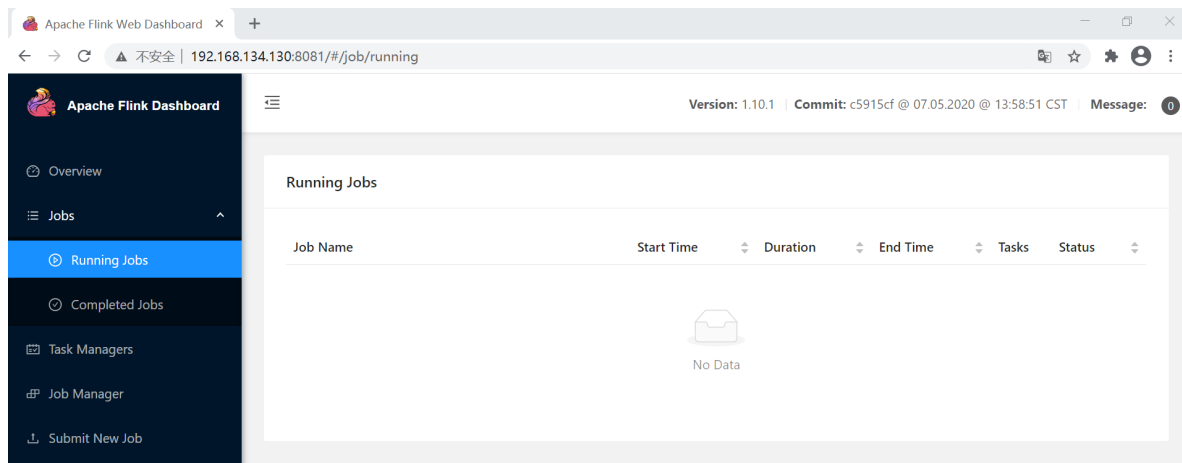 Apache Flink Web Dashboard
不安全 | 192.168.134.130:8081/#/job/running
Apache Flink Dashboard
Version: 1.10.1 Commit: c5915cf @ 07.05.2020 @ 13:58:51 CST Message: 0
Overview
Jobs
Running Jobs
Completed Jobs
Task Managers
Job Manager
Submit New Job
Running Jobs
Job Name Start Time Duration End Time Tasks Status
No Data